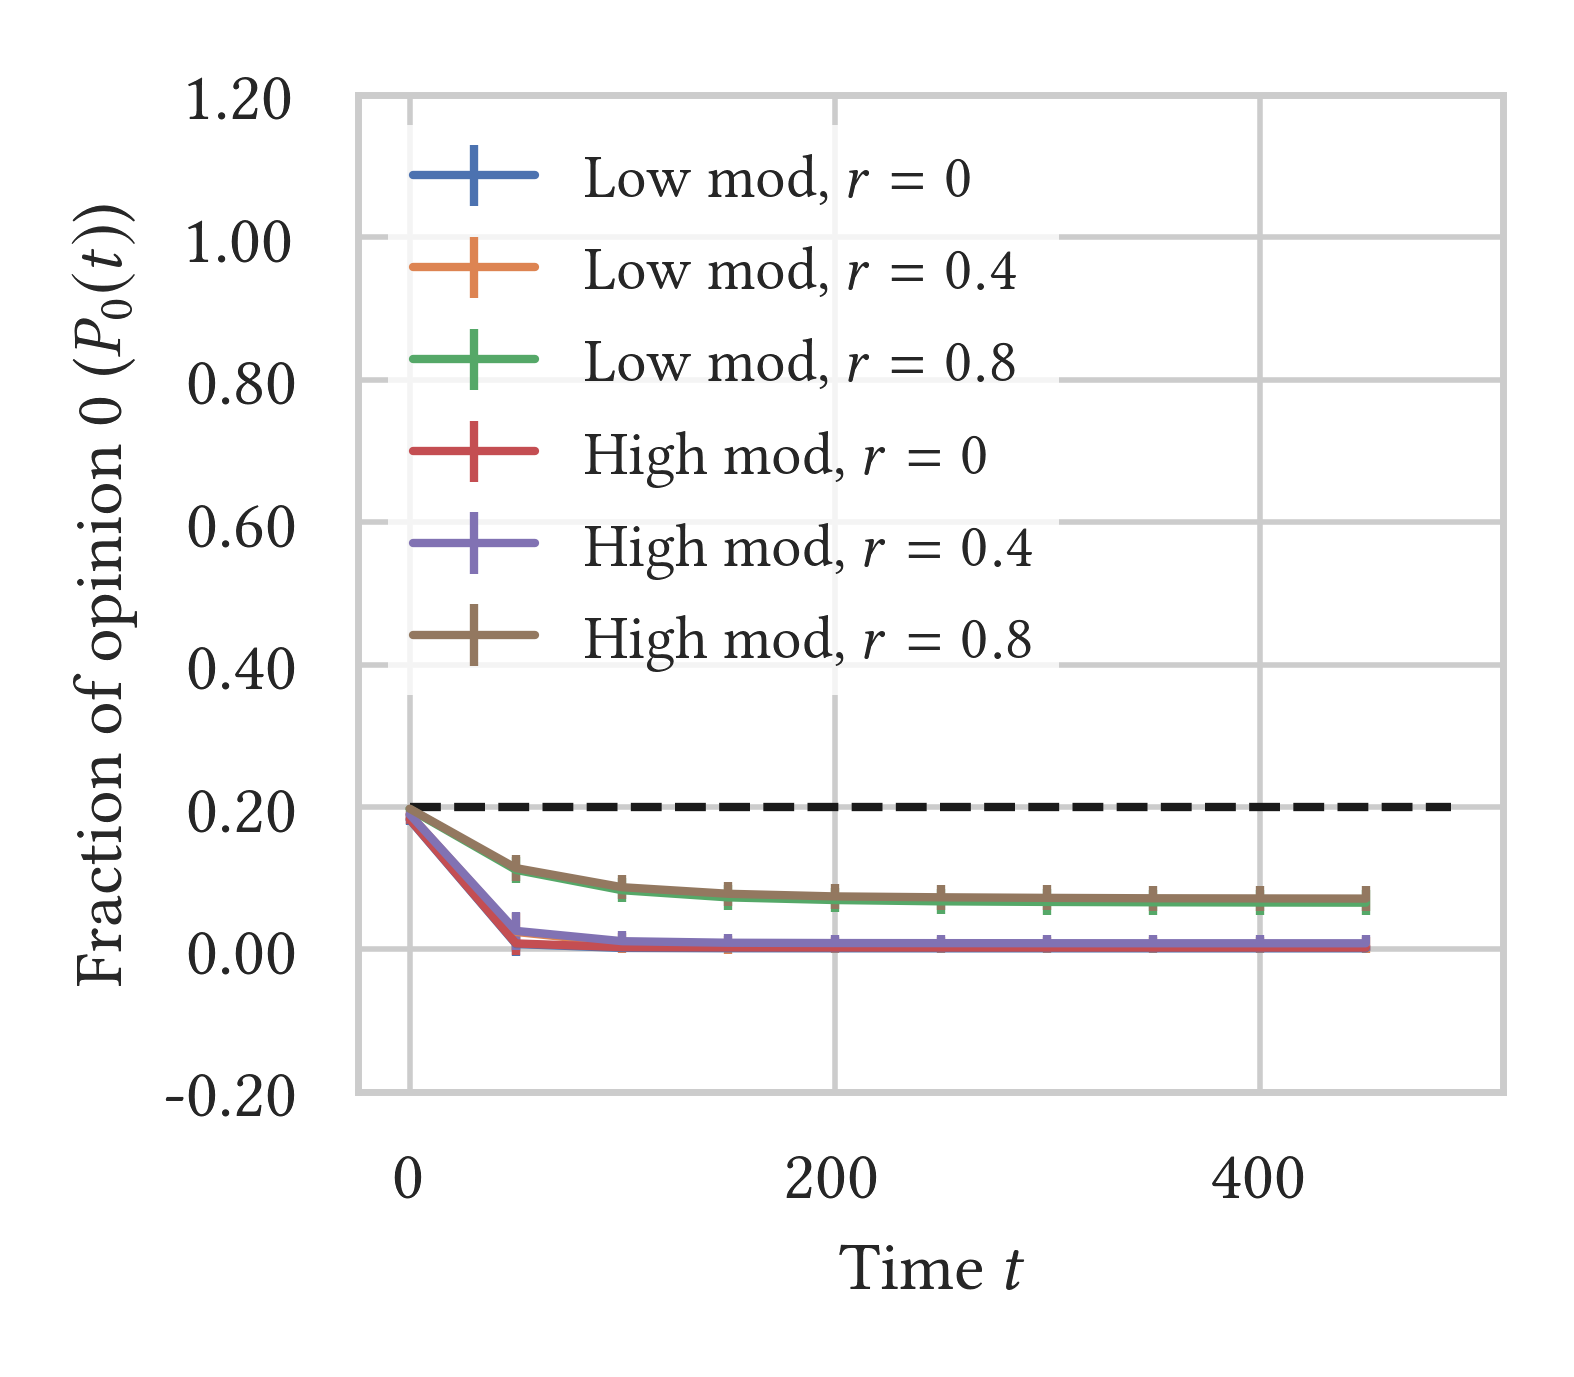 1.20
1.00
0.80
0.60
0.40
0.20
0.00
-0.20
Fraction of opinion 0 (P₀(t))
Low mod, r = 0
Low mod, r = 0.4
Low mod, r = 0.8
High mod, r = 0
High mod, r = 0.4
High mod, r = 0.8
0 200 400
Time t